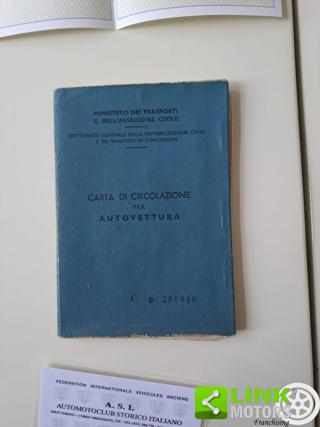 MINISTERO DEI TRASPORTI
E DELL'AVIAZIONE CIVILE
ISPETTORATO GENERALE DELLA MOTORIZZAZIONE CIVILE
E DEI TRASPORTI IN CONCESSIONE
CARTA DI CIRCOLAZIONE
PER
AUTOVETTURA
FEDERATION INTERNATIONALE VEHICULES ANCIENS
A. S. I.
AUTOMOTOCLUB STORICO ITALIANO
LINK
MOTORS
Franchising